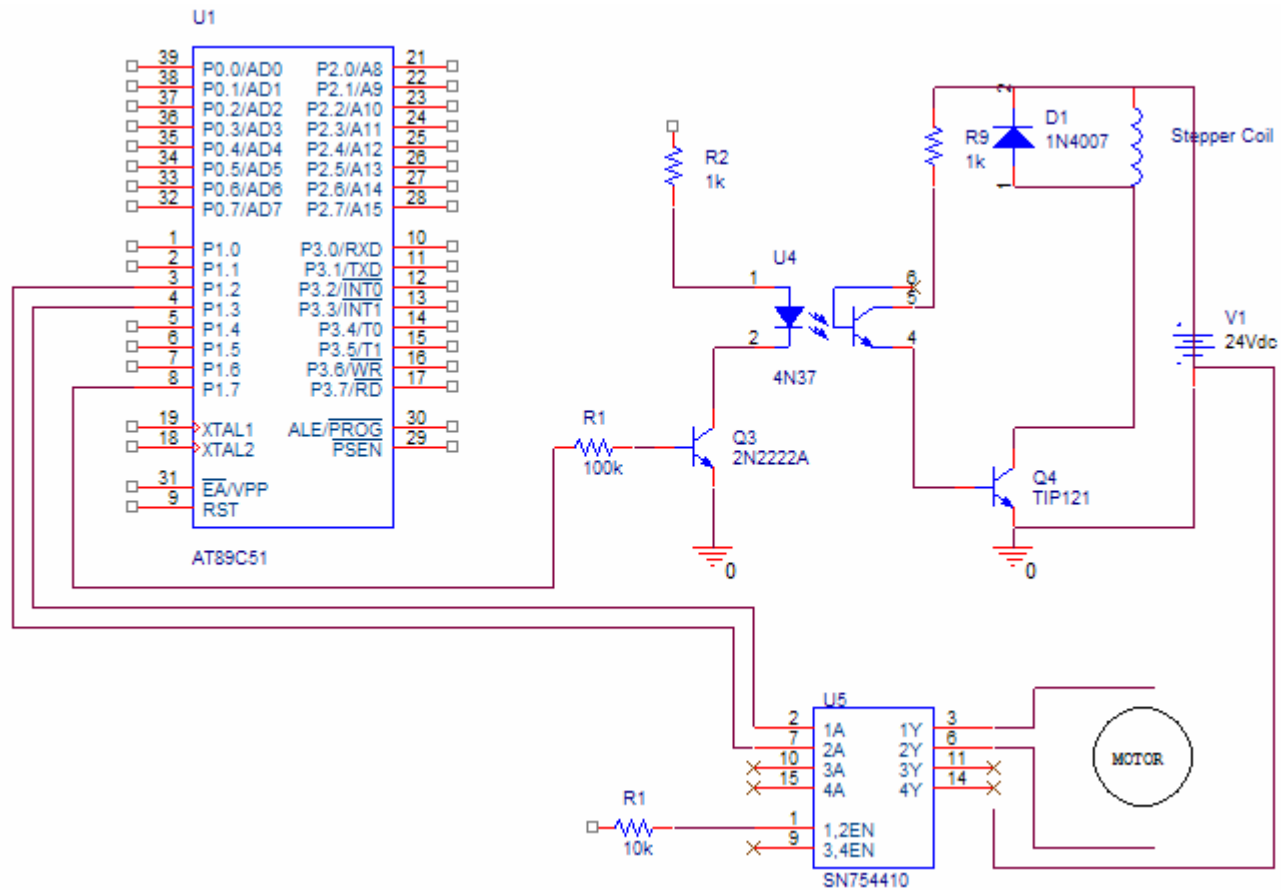 U1
39 P0.0/AD0 P2.0/A8 21
38 P0.1/AD1 P2.1/A9 22
37 P0.2/AD2 P2.2/A10 23
36 P0.3/AD3 P2.3/A11 24
35 P0.4/AD4 P2.4/A12 25
34 P0.5/AD5 P2.5/A13 26
33 P0.6/AD6 P2.6/A14 27
32 P0.7/AD7 P2.7/A15 28
1 P1.0 P3.0/RXD 10
2 P1.1 P3.1/TXD 11
3 P1.2 P3.2/INT0 12
4 P1.3 P3.3/INT1 13
5 P1.4 P3.4/T0 14
6 P1.5 P3.5/T1 15
7 P1.6 P3.6/WR 16
8 P1.7 P3.7/RD 17
19 XTAL1 ALE/PROG 30
18 XTAL2 PSEN 29
31 EA/VPP
9 RST
AT89C51
R2
1k
R9
1k
2
D1
1N4007
1
Stepper Coil
U4
1
2
6
5
4
4N37
V1
24Vdc
R1
100k
Q3
2N2222A
0
Q4
TIP121
0
U5
2 1A 1Y 3
7 2A 2Y 6
10 3A 3Y 11
15 4A 4Y 14
1 1,2EN
9 3,4EN
SN754410
R1
10k
MOTOR